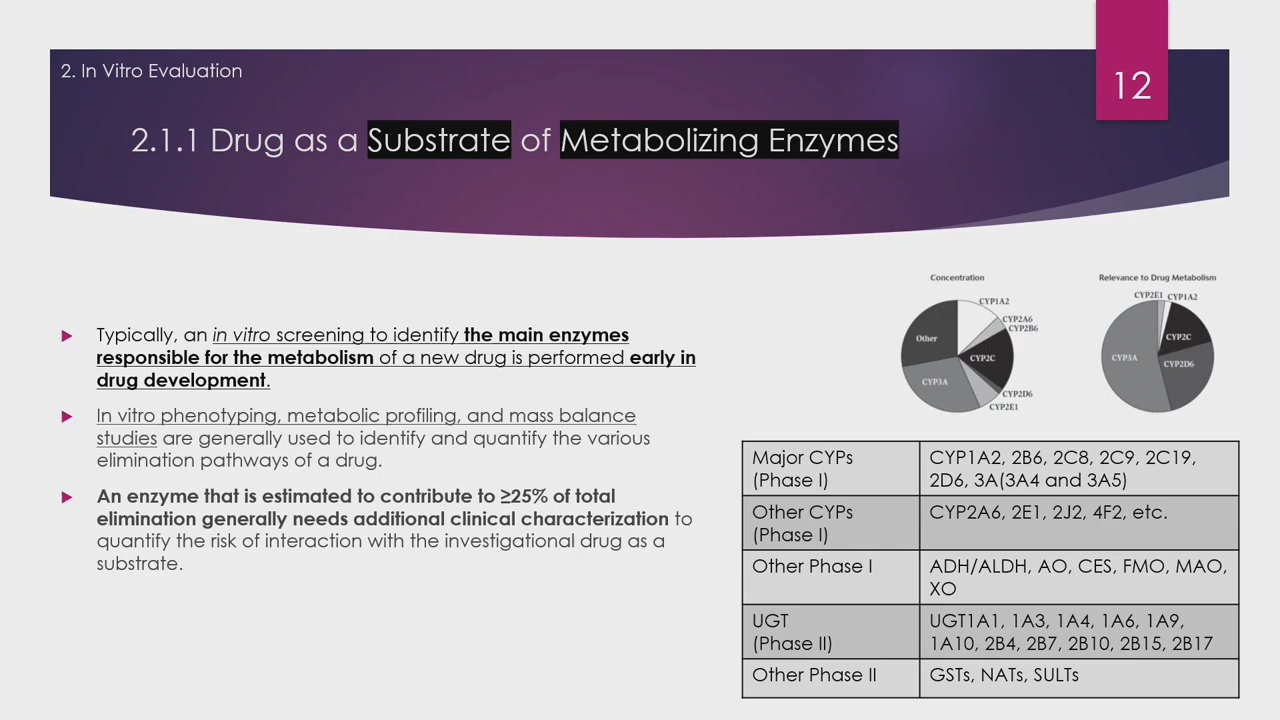 2. In Vitro Evaluation
12
2.1.1 Drug as a Substrate of Metabolizing Enzymes
Typically, an in vitro screening to identify the main enzymes
responsible for the metabolism of a new drug is performed early in
drug development.
In vitro phenotyping, metabolic profiling, and mass balance
studies are generally used to identify and quantify the various
elimination pathways of a drug.
An enzyme that is estimated to contribute to ≥25% of total
elimination generally needs additional clinical characterization to
quantify the risk of interaction with the investigational drug as a
substrate.
Concentration
CYP1A2
CYP2A6
CYP2B6
Other
CYP2C
CYP3A
CYP2D6
CYP2E1
Relevance to Drug Metabolism
CYP2E1 CYP1A2
CYP2C
CYP3A
CYP2D6
Major CYPs
(Phase I)
CYP1A2, 2B6, 2C8, 2C9, 2C19,
2D6, 3A(3A4 and 3A5)
Other CYPs
(Phase I)
CYP2A6, 2E1, 2J2, 4F2, etc.
Other Phase I
ADH/ALDH, AO, CES, FMO, MAO,
XO
UGT
(Phase II)
UGT1A1, 1A3, 1A4, 1A6, 1A9,
1A10, 2B4, 2B7, 2B10, 2B15, 2B17
Other Phase II
GSTs, NATs, SULTs